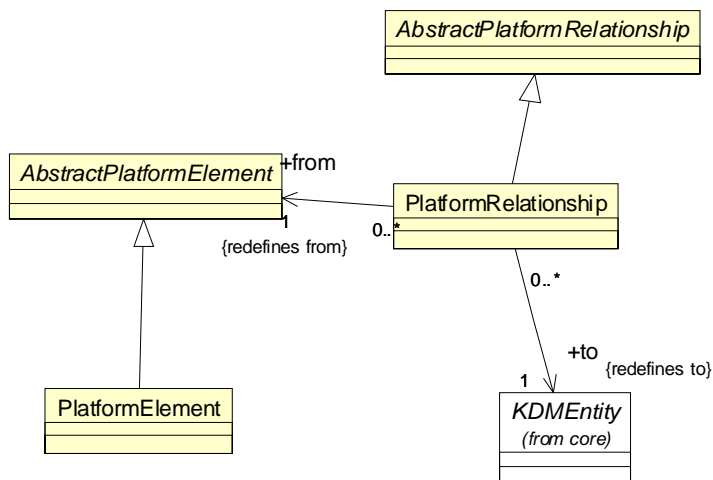 AbstractPlatformRelationship
AbstractPlatformElement
+from
PlatformRelationship
1
0..*
{redefines from}
0..*
+to
{redefines to}
1
PlatformElement
KDMEntity
(from core)